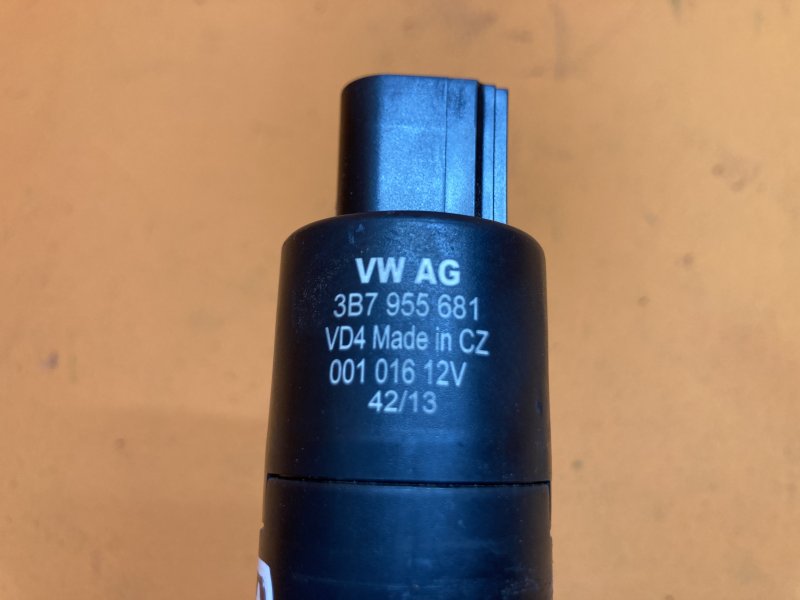 VW AG
3B7 955 681
VD4 Made in CZ
001 016 12V
42/13